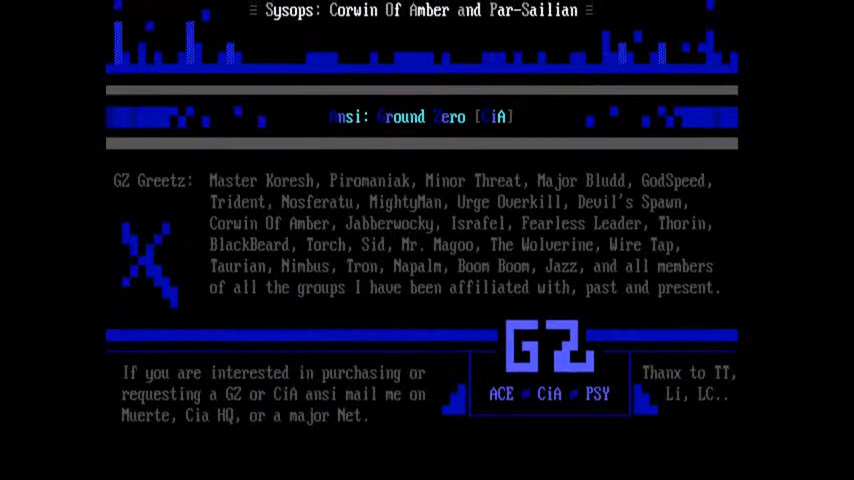 ≡ Sysops: Corwin Of Amber and Par-Sailian ≡
Ansi: Ground Zero [CiA]
GZ Greetz: Master Koresh, Piromaniak, Minor Threat, Major Bludd, GodSpeed,
Trident, Nosferatu, MightyMan, Urge Overkill, Devil's Spawn,
Corwin Of Amber, Jabberwocky, Israfel, Fearless Leader, Thorin,
BlackBeard, Torch, Sid, Mr. Magoo, The Wolverine, Wire Tap,
Taurian, Nimbus, Tron, Napalm, Boom Boom, Jazz, and all members
of all the groups I have been affiliated with, past and present.
GZ
If you are interested in purchasing or
requesting a GZ or CiA ansi mail me on
Muerte, Cia HQ, or a major Net.
ACE ▪ CiA ▪ PSY
Thanx to TT,
Li, LC..